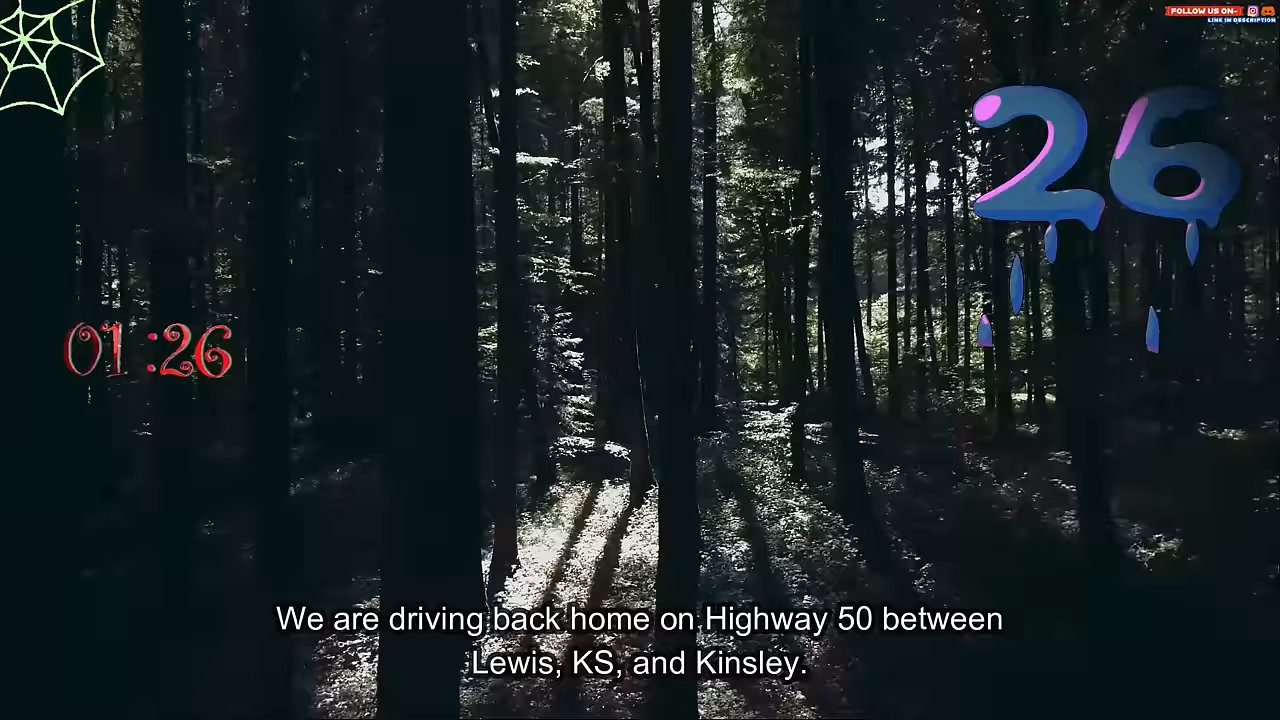 FOLLOW US ON-
LINK IN DESCRIPTION
26
01:26
We are driving back home on Highway 50 between
Lewis, KS, and Kinsley.